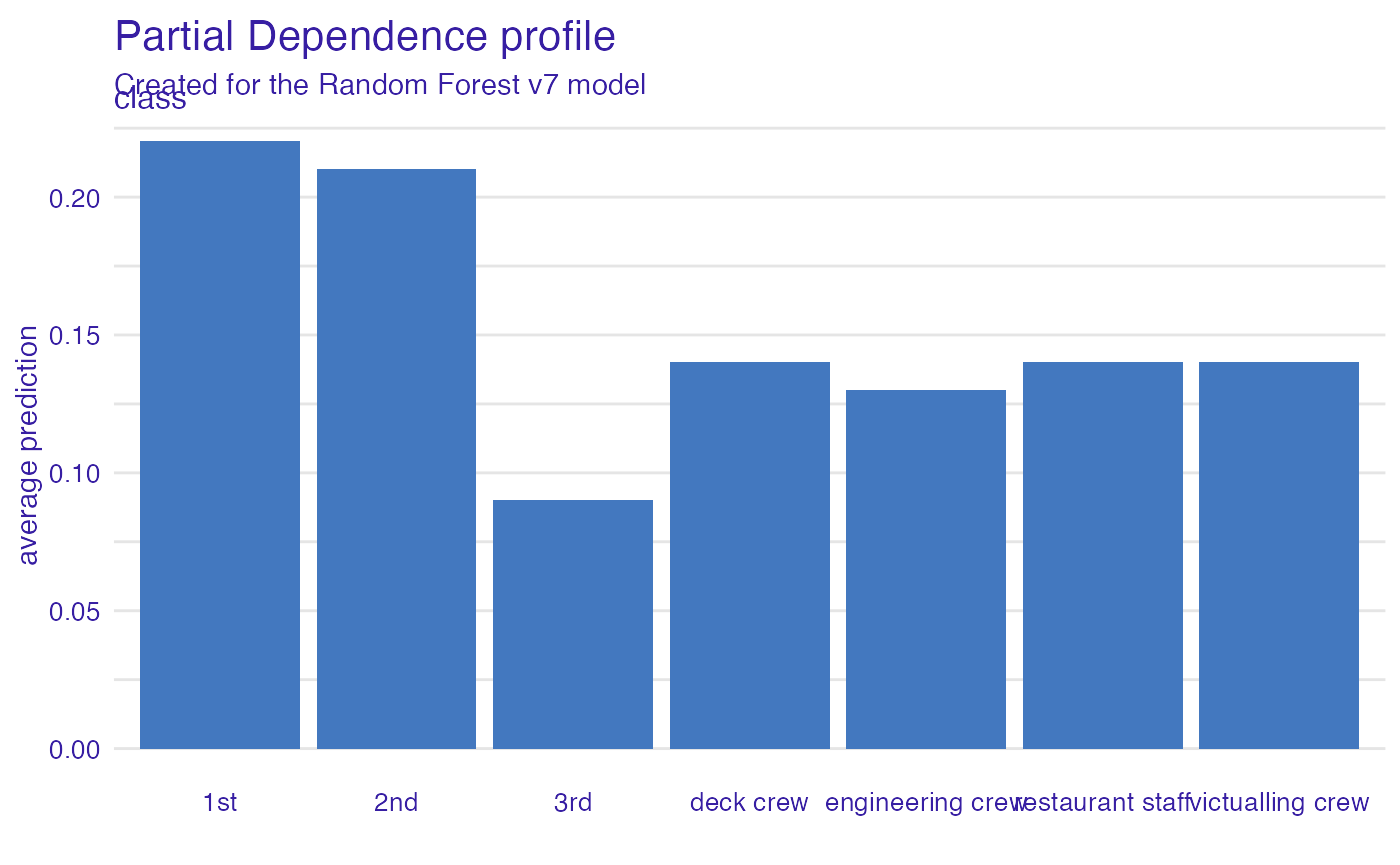 Partial Dependence profile
Created for the Random Forest v7 model
class
average prediction
0.20
0.15
0.10
0.05
0.00
1st 2nd 3rd deck crew engineering crew restaurant staff victualling crew